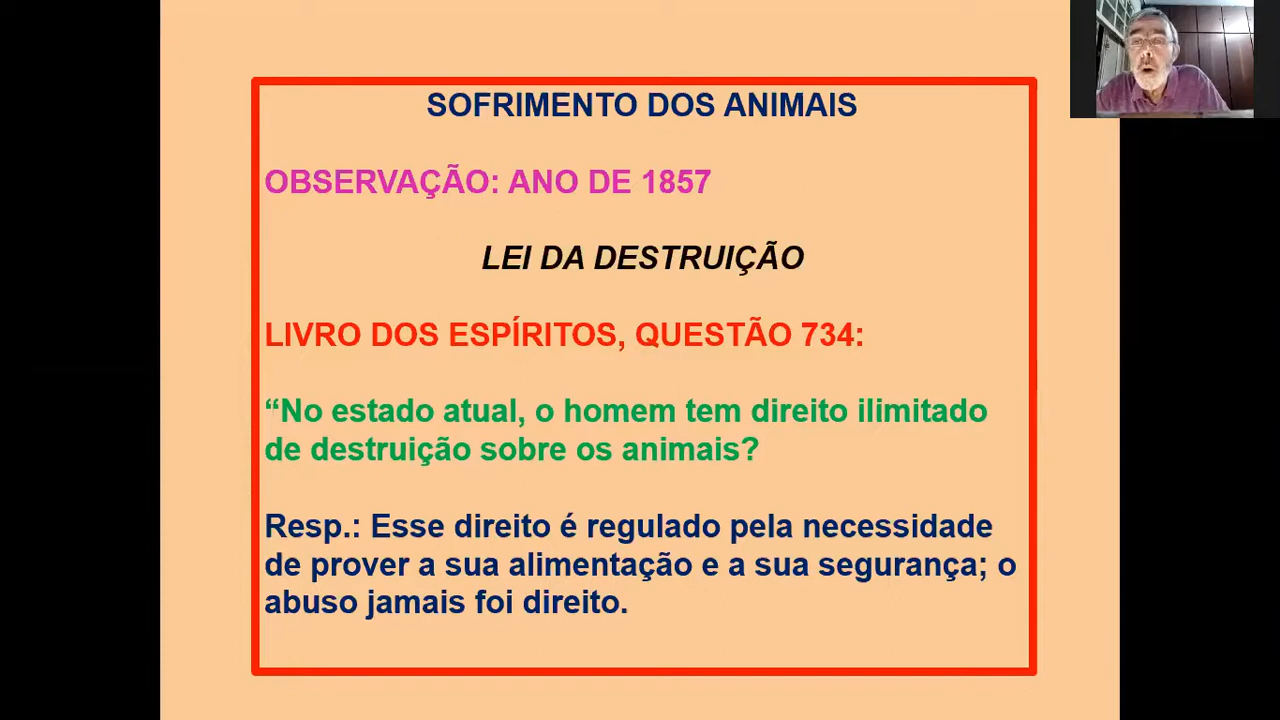 SOFRIMENTO DOS ANIMAIS
OBSERVAÇÃO: ANO DE 1857
LEI DA DESTRUIÇÃO
LIVRO DOS ESPÍRITOS, QUESTÃO 734:
“No estado atual, o homem tem direito ilimitado
de destruição sobre os animais?
Resp.: Esse direito é regulado pela necessidade
de prover a sua alimentação e a sua segurança; o
abuso jamais foi direito.